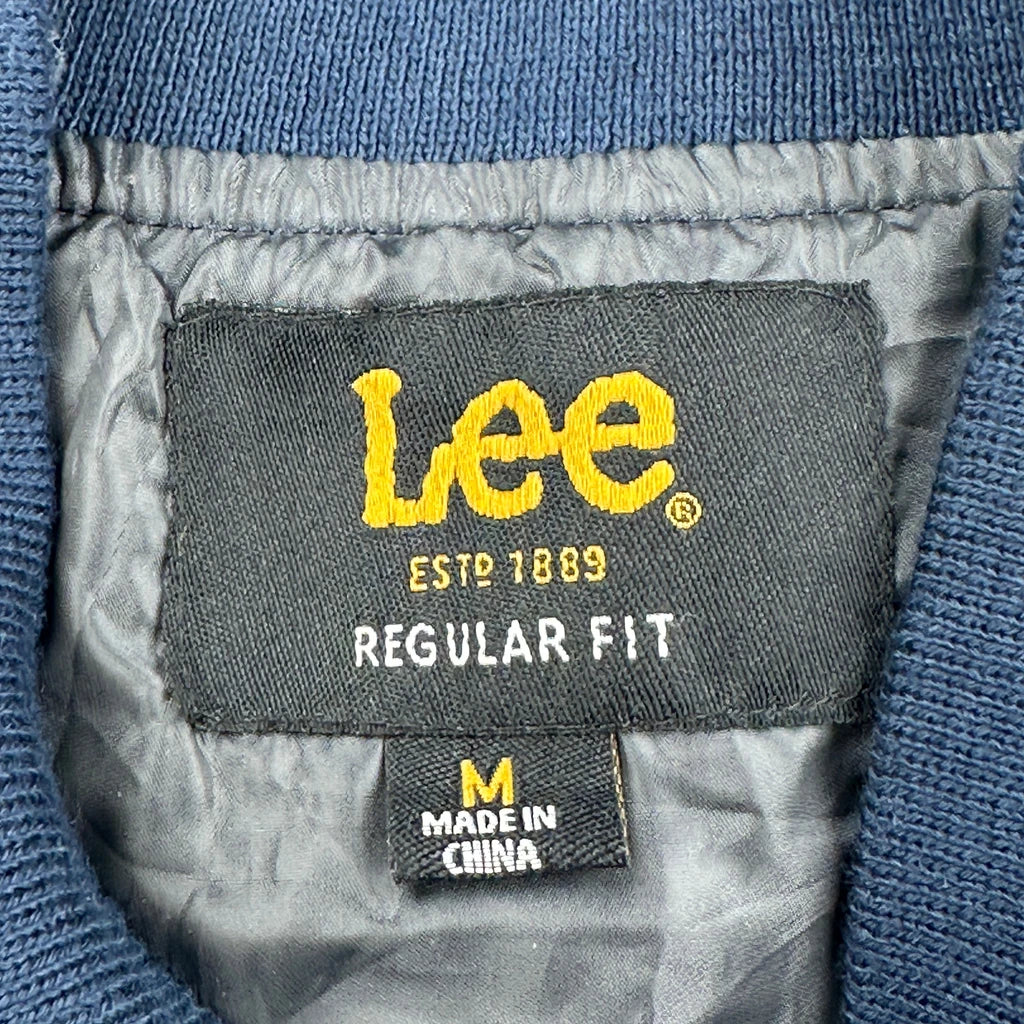 Lee®
ESTD 1889
REGULAR FIT
M
MADE IN
CHINA